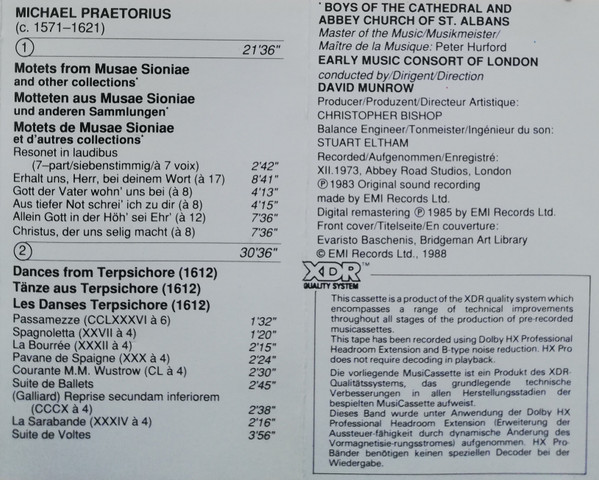 MICHAEL PRAETORIUS
(c. 1571–1621)
1 21'36"
Motets from Musae Sioniae
and other collections*
Motetten aus Musae Sioniae
und anderen Sammlungen*
Motets de Musae Sioniae
et d'autres collections*
Resonet in laudibus
(7–part/siebenstimmig/à 7 voix) 2'42"
Erhalt uns, Herr, bei deinem Wort (à 17) 8'41"
Gott der Vater wohn' uns bei (à 8) 4'13"
Aus tiefer Not schrei' ich zu dir (à 8) 4'15"
Allein Gott in der Höh' sei Ehr' (à 12) 7'36"
Christus, der uns selig macht (à 8) 7'36"
2 30'36"
Dances from Terpsichore (1612)
Tänze aus Terpsichore (1612)
Les Danses Terpsichore (1612)
Passamezze (CCLXXXVI à 6) 1'32"
Spagnoletta (XXVII à 4) 1'20"
La Bourrée (XXXII à 4) 2'15"
Pavane de Spaigne (XXX à 4) 2'24"
Courante M.M. Wustrow (CL à 4) 2'30"
Suite de Ballets 2'45"
(Galliard) Reprise secundam inferiorem
(CCCX à 4) 2'38"
La Sarabande (XXXIV à 4) 2'16"
Suite de Voltes 3'56"
*BOYS OF THE CATHEDRAL AND
ABBEY CHURCH OF ST. ALBANS
Master of the Music/Musikmeister/
Maître de la Musique: Peter Hurford
EARLY MUSIC CONSORT OF LONDON
conducted by/Dirigent/Direction
DAVID MUNROW
Producer/Produzent/Directeur Artistique:
CHRISTOPHER BISHOP
Balance Engineer/Tonmeister/Ingénieur du son:
STUART ELTHAM
Recorded/Aufgenommen/Enregistré:
XII.1973, Abbey Road Studios, London
℗ 1983 Original sound recording
made by EMI Records Ltd.
Digital remastering ℗ 1985 by EMI Records Ltd.
Front cover/Titelseite/En couverture:
Evaristo Baschenis, Bridgeman Art Library
© EMI Records Ltd., 1988
XDR™
QUALITY SYSTEM
This cassette is a product of the XDR quality system which
encompasses a range of technical improvements
throughout all stages of the production of pre-recorded
musicassettes.
This tape has been recorded using Dolby HX Professional
Headroom Extension and B-type noise reduction. HX Pro
does not require decoding in playback.
Die vorliegende MusiCassette ist ein Produkt des XDR-
Qualitätssystems, das grundlegende technische
Verbesserungen in allen Herstellungsstadien der
bespielten MusiCassette aufweist.
Dieses Band wurde unter Anwendung der Dolby HX
Professional Headroom Extension (Erweiterung der
Aussteuer-fähigkeit durch dynamische Änderung des
Vormagnetisie-rungsstromes) aufgenommen. HX Pro-
Bänder benötigen keinen speziellen Decoder bei der
Wiedergabe.